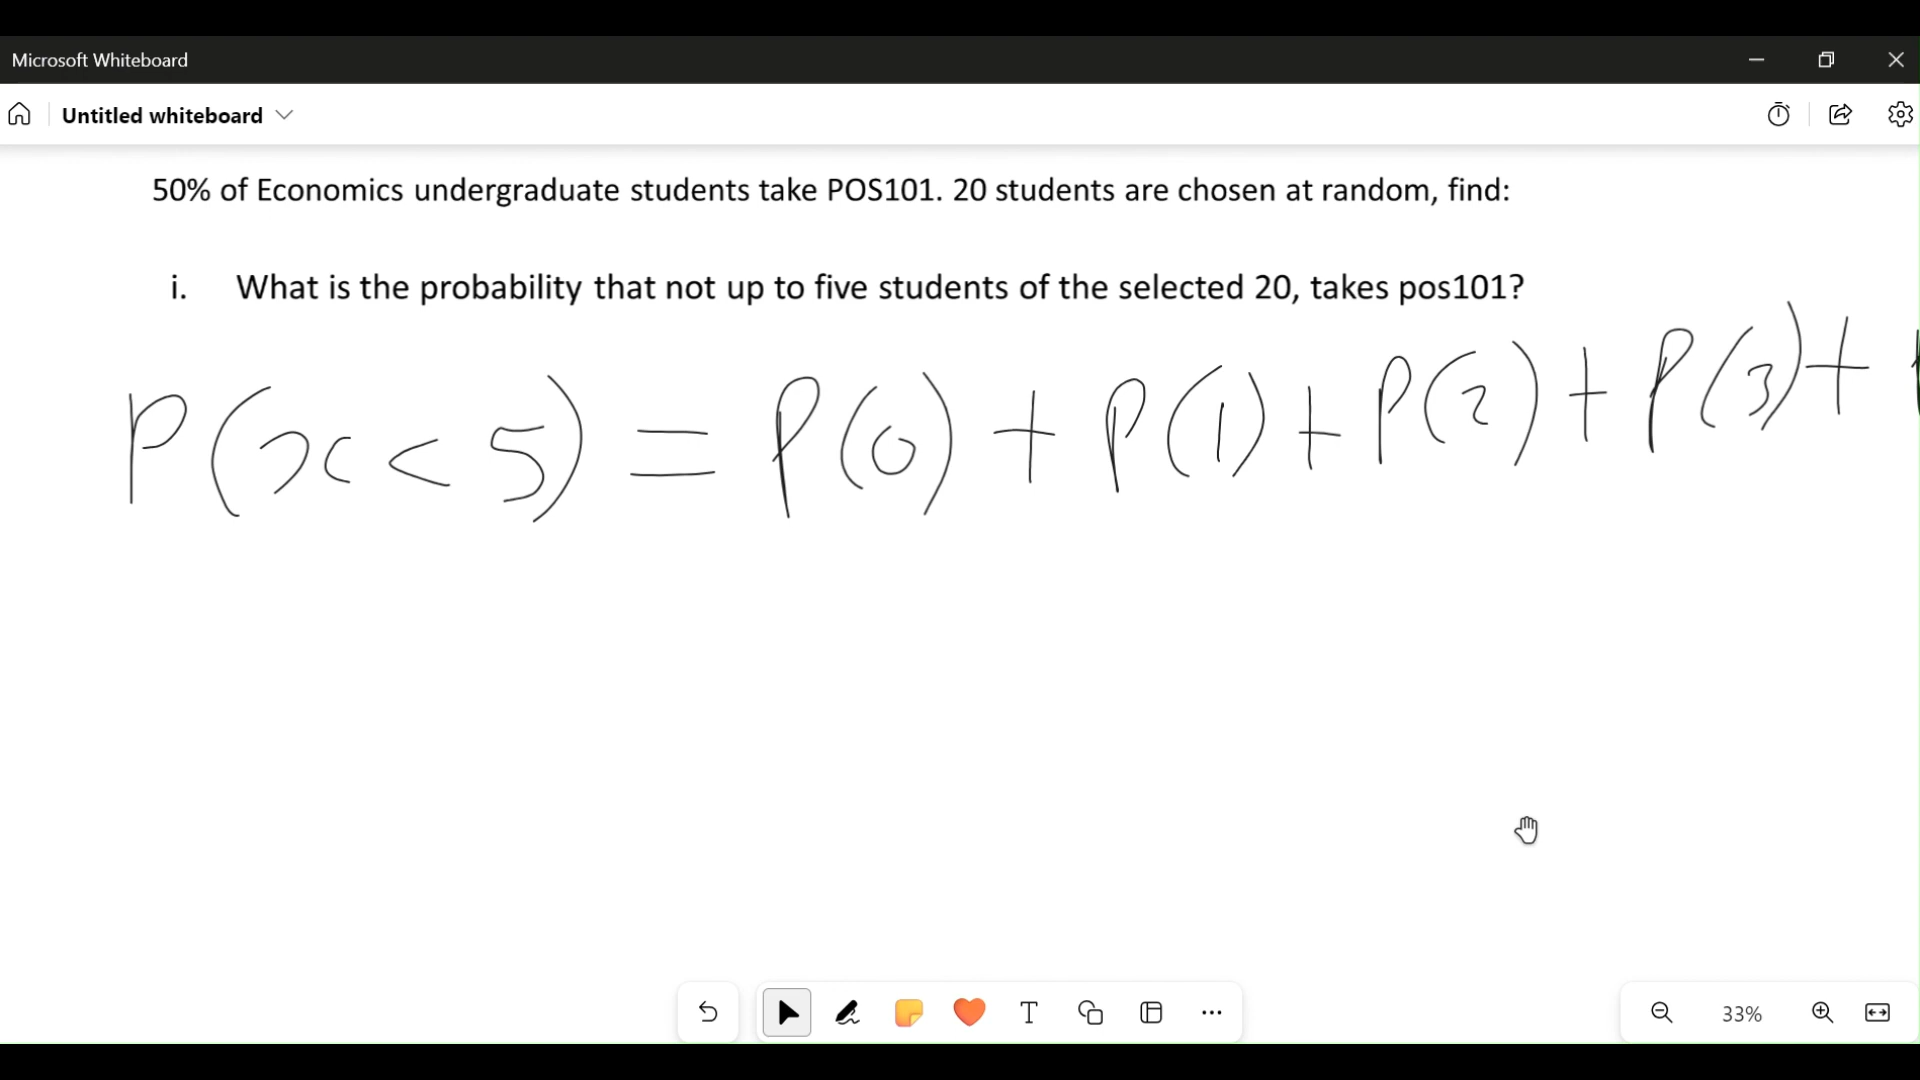 Microsoft Whiteboard
Untitled whiteboard
50% of Economics undergraduate students take POS101. 20 students are chosen at random, find:
i. What is the probability that not up to five students of the selected 20, takes pos101?
P(x < 5) = P(0) + P(1) + P(2) + P(3) +
33%